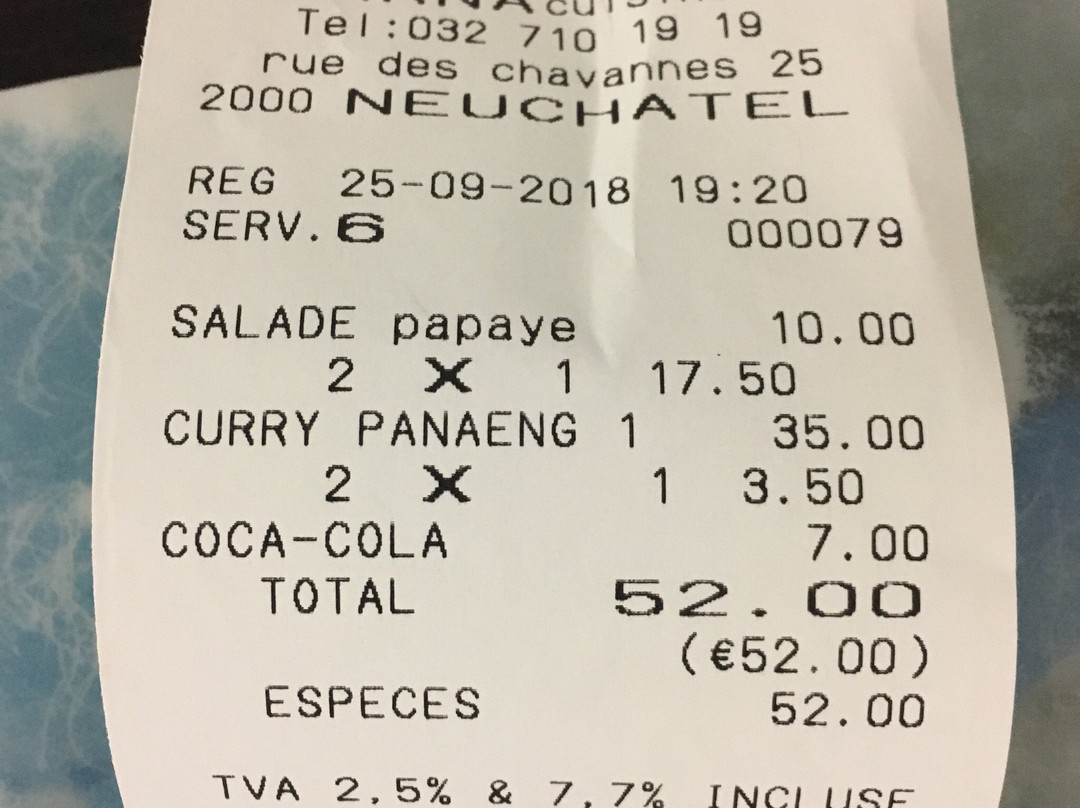 Tel:032 710 19 19
rue des chavannes 25
2000 NEUCHATEL
REG 25-09-2018 19:20
SERV.6 000079
SALADE papaye 10.00
2 X 1 17.50
CURRY PANAENG 1 35.00
2 X 1 3.50
COCA-COLA 7.00
TOTAL 52.00
(€52.00)
ESPECES 52.00
TVA 2,5% & 7,7% INCLUSE